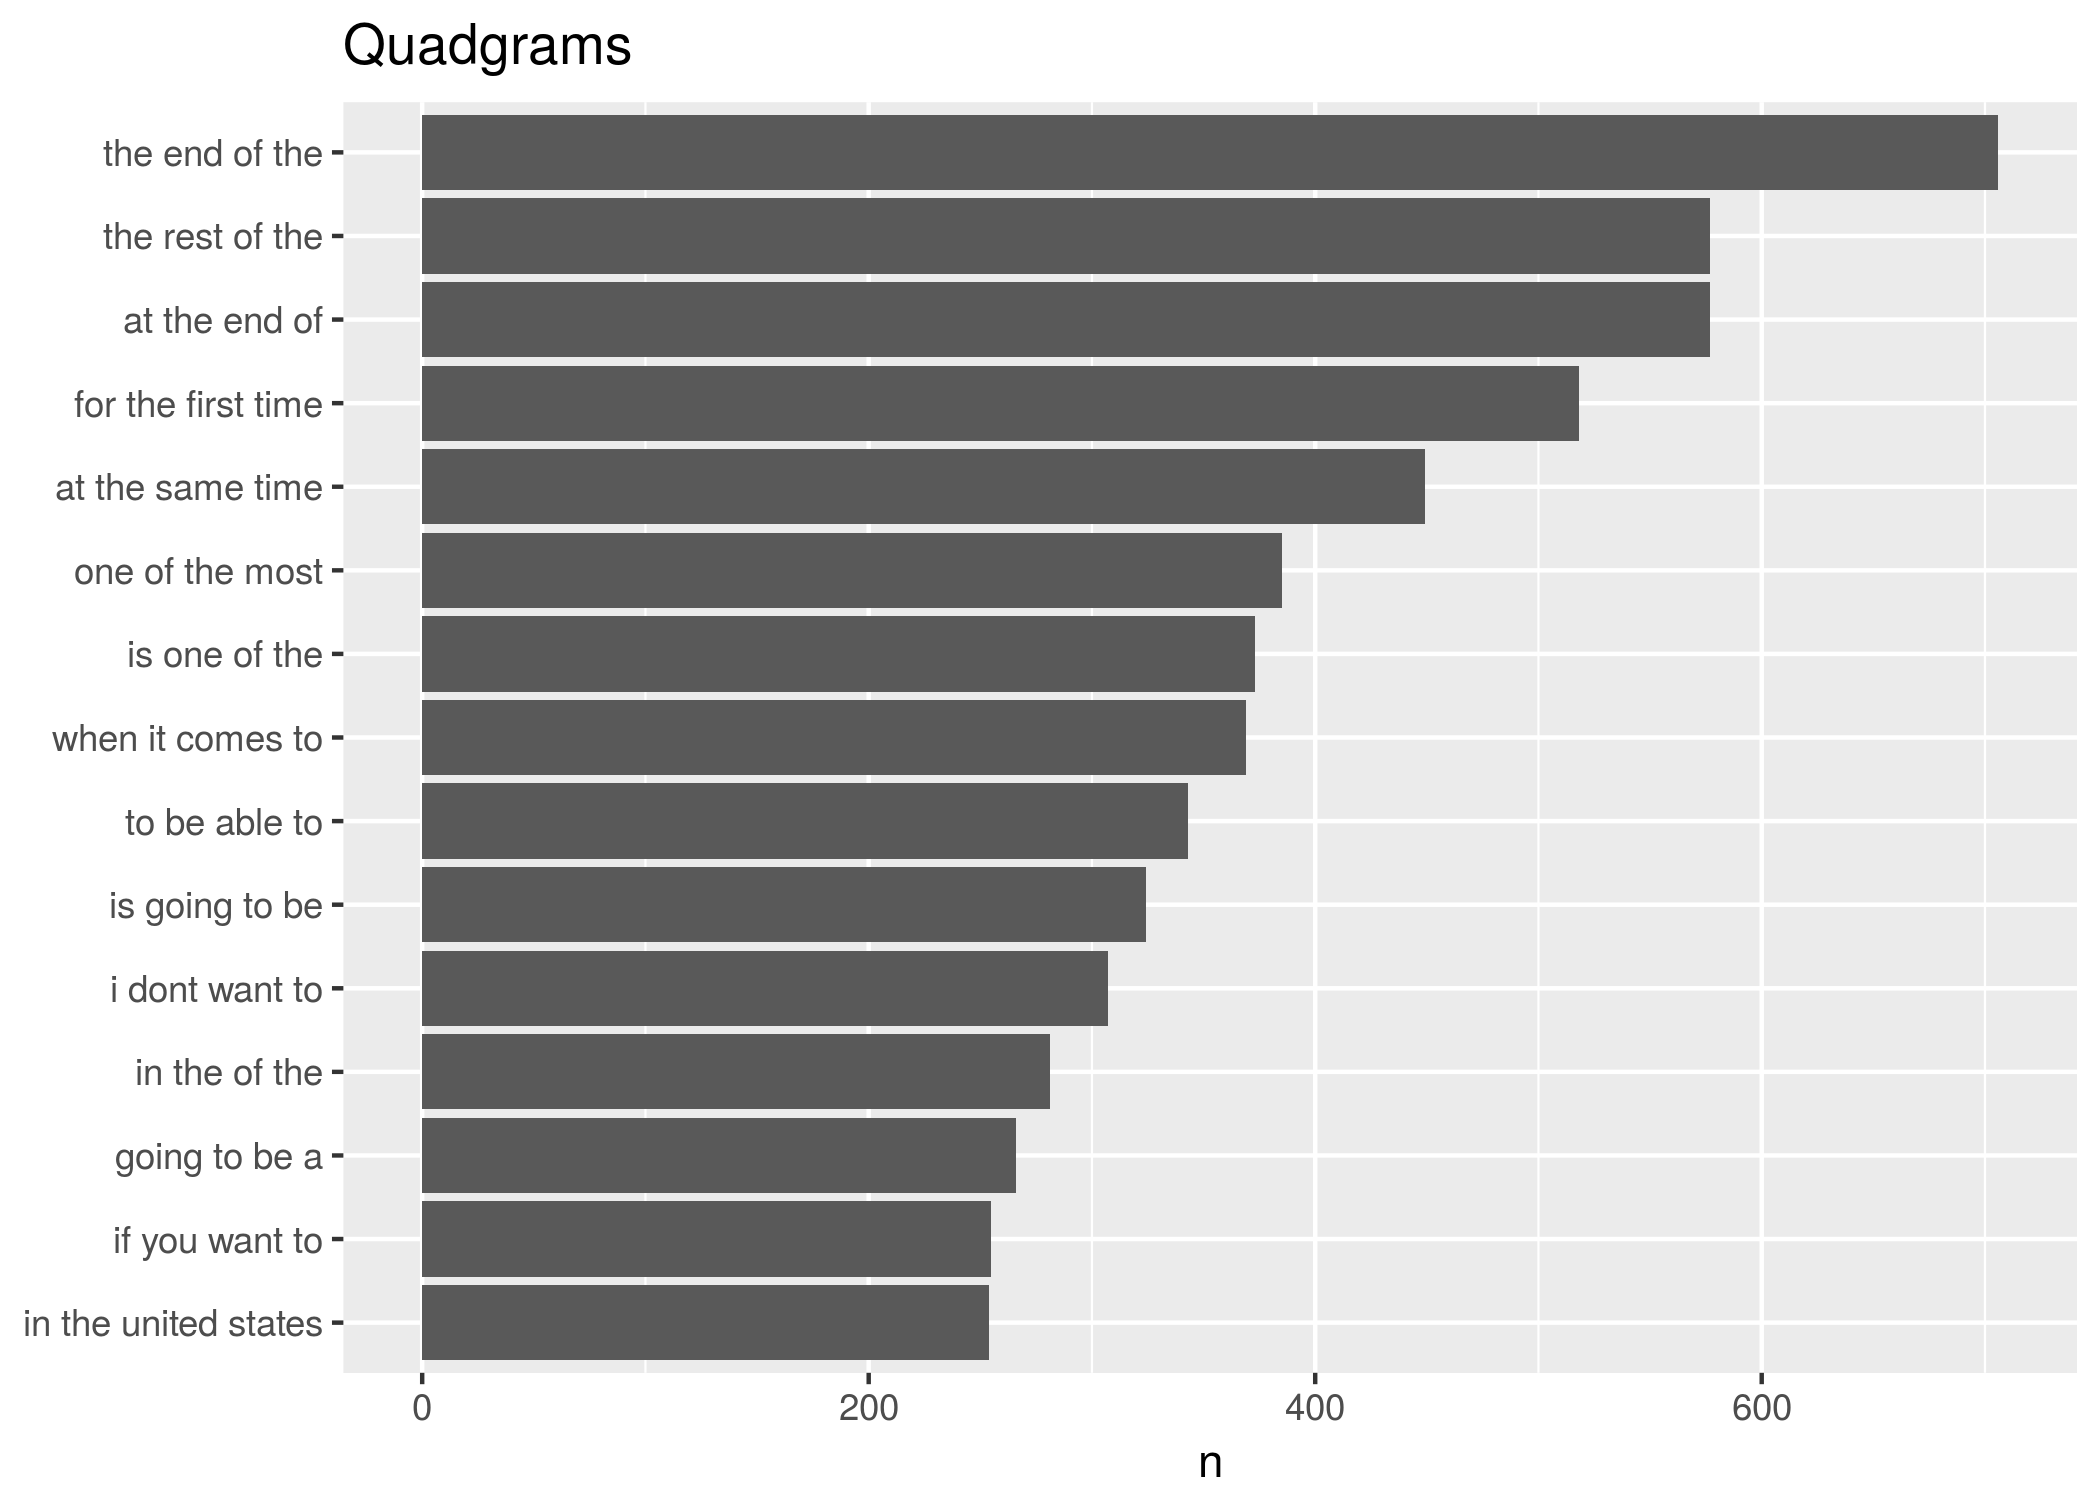 Quadgrams
the end of the
the rest of the
at the end of
for the first time
at the same time
one of the most
is one of the
when it comes to
to be able to
is going to be
i dont want to
in the of the
going to be a
if you want to
in the united states
0 200 400 600
n